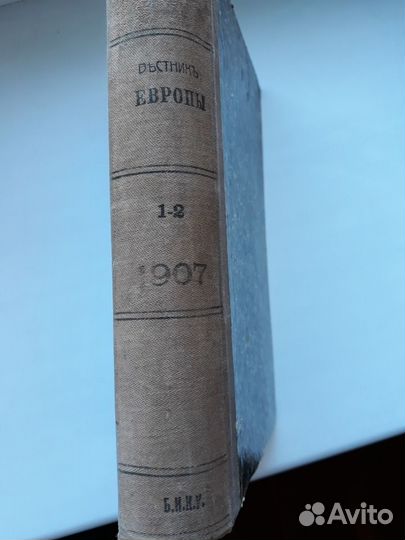 ВѢСТНИКЪ
ЕВРОПЫ
1-2
1907
Б.Н.К.У.
Avito